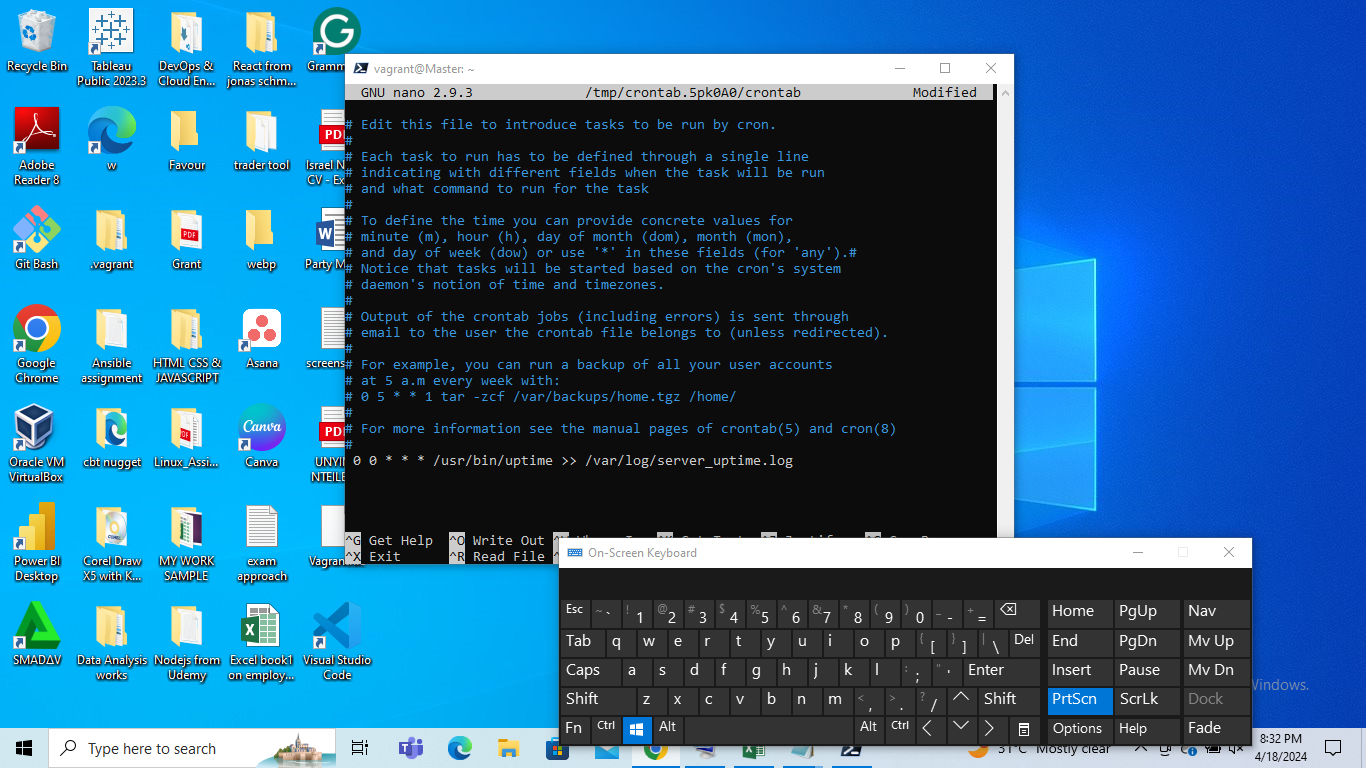 Recycle Bin
Tableau
Public 2023.3
DevOps &
Cloud En...
React from
jonas schm...
Gramm
Adobe
Reader 8
w
Favour
trader tool
Israel N
CV - Ex
Git Bash
.vagrant
Grant
webp
Party M
Google
Chrome
Ansible
assignment
HTML CSS &
JAVASCRIPT
Asana
screens
Oracle VM
VirtualBox
cbt nugget
Linux_Assi...
Canva
UNYIN
NTEILE
Power BI
Desktop
Corel Draw
X5 with K...
MY WORK
SAMPLE
exam
approach
Vagran
SMADΔV
Data Analysis
works
Nodejs from
Udemy
Excel book1
on employ...
Visual Studio
Code
vagrant@Master: ~
GNU nano 2.9.3 /tmp/crontab.5pk0A0/crontab Modified
# Edit this file to introduce tasks to be run by cron.
#
# Each task to run has to be defined through a single line
# indicating with different fields when the task will be run
# and what command to run for the task
#
# To define the time you can provide concrete values for
# minute (m), hour (h), day of month (dom), month (mon),
# and day of week (dow) or use '*' in these fields (for 'any').#
# Notice that tasks will be started based on the cron's system
# daemon's notion of time and timezones.
#
# Output of the crontab jobs (including errors) is sent through
# email to the user the crontab file belongs to (unless redirected).
#
# For example, you can run a backup of all your user accounts
# at 5 a.m every week with:
# 0 5 * * 1 tar -zcf /var/backups/home.tgz /home/
#
# For more information see the manual pages of crontab(5) and cron(8)
#
0 0 * * * /usr/bin/uptime >> /var/log/server_uptime.log
^G Get Help ^O Write Out
^X Exit ^R Read File
On-Screen Keyboard
Esc ~ ` ! 1 @ 2 # 3 $ 4 % 5 ^ 6 & 7 * 8 ( 9 ) 0 _ - + = Home PgUp Nav
Tab q w e r t y u i o p { [ } ] | \ Del End PgDn Mv Up
Caps a s d f g h j k l : ; " ' Enter Insert Pause Mv Dn
Shift z x c v b n m < , > . ? / Shift PrtScn ScrLk Dock
Fn Ctrl Alt Alt Ctrl Options Help Fade
Windows.
Type here to search
31°C Mostly clear
8:32 PM
4/18/2024